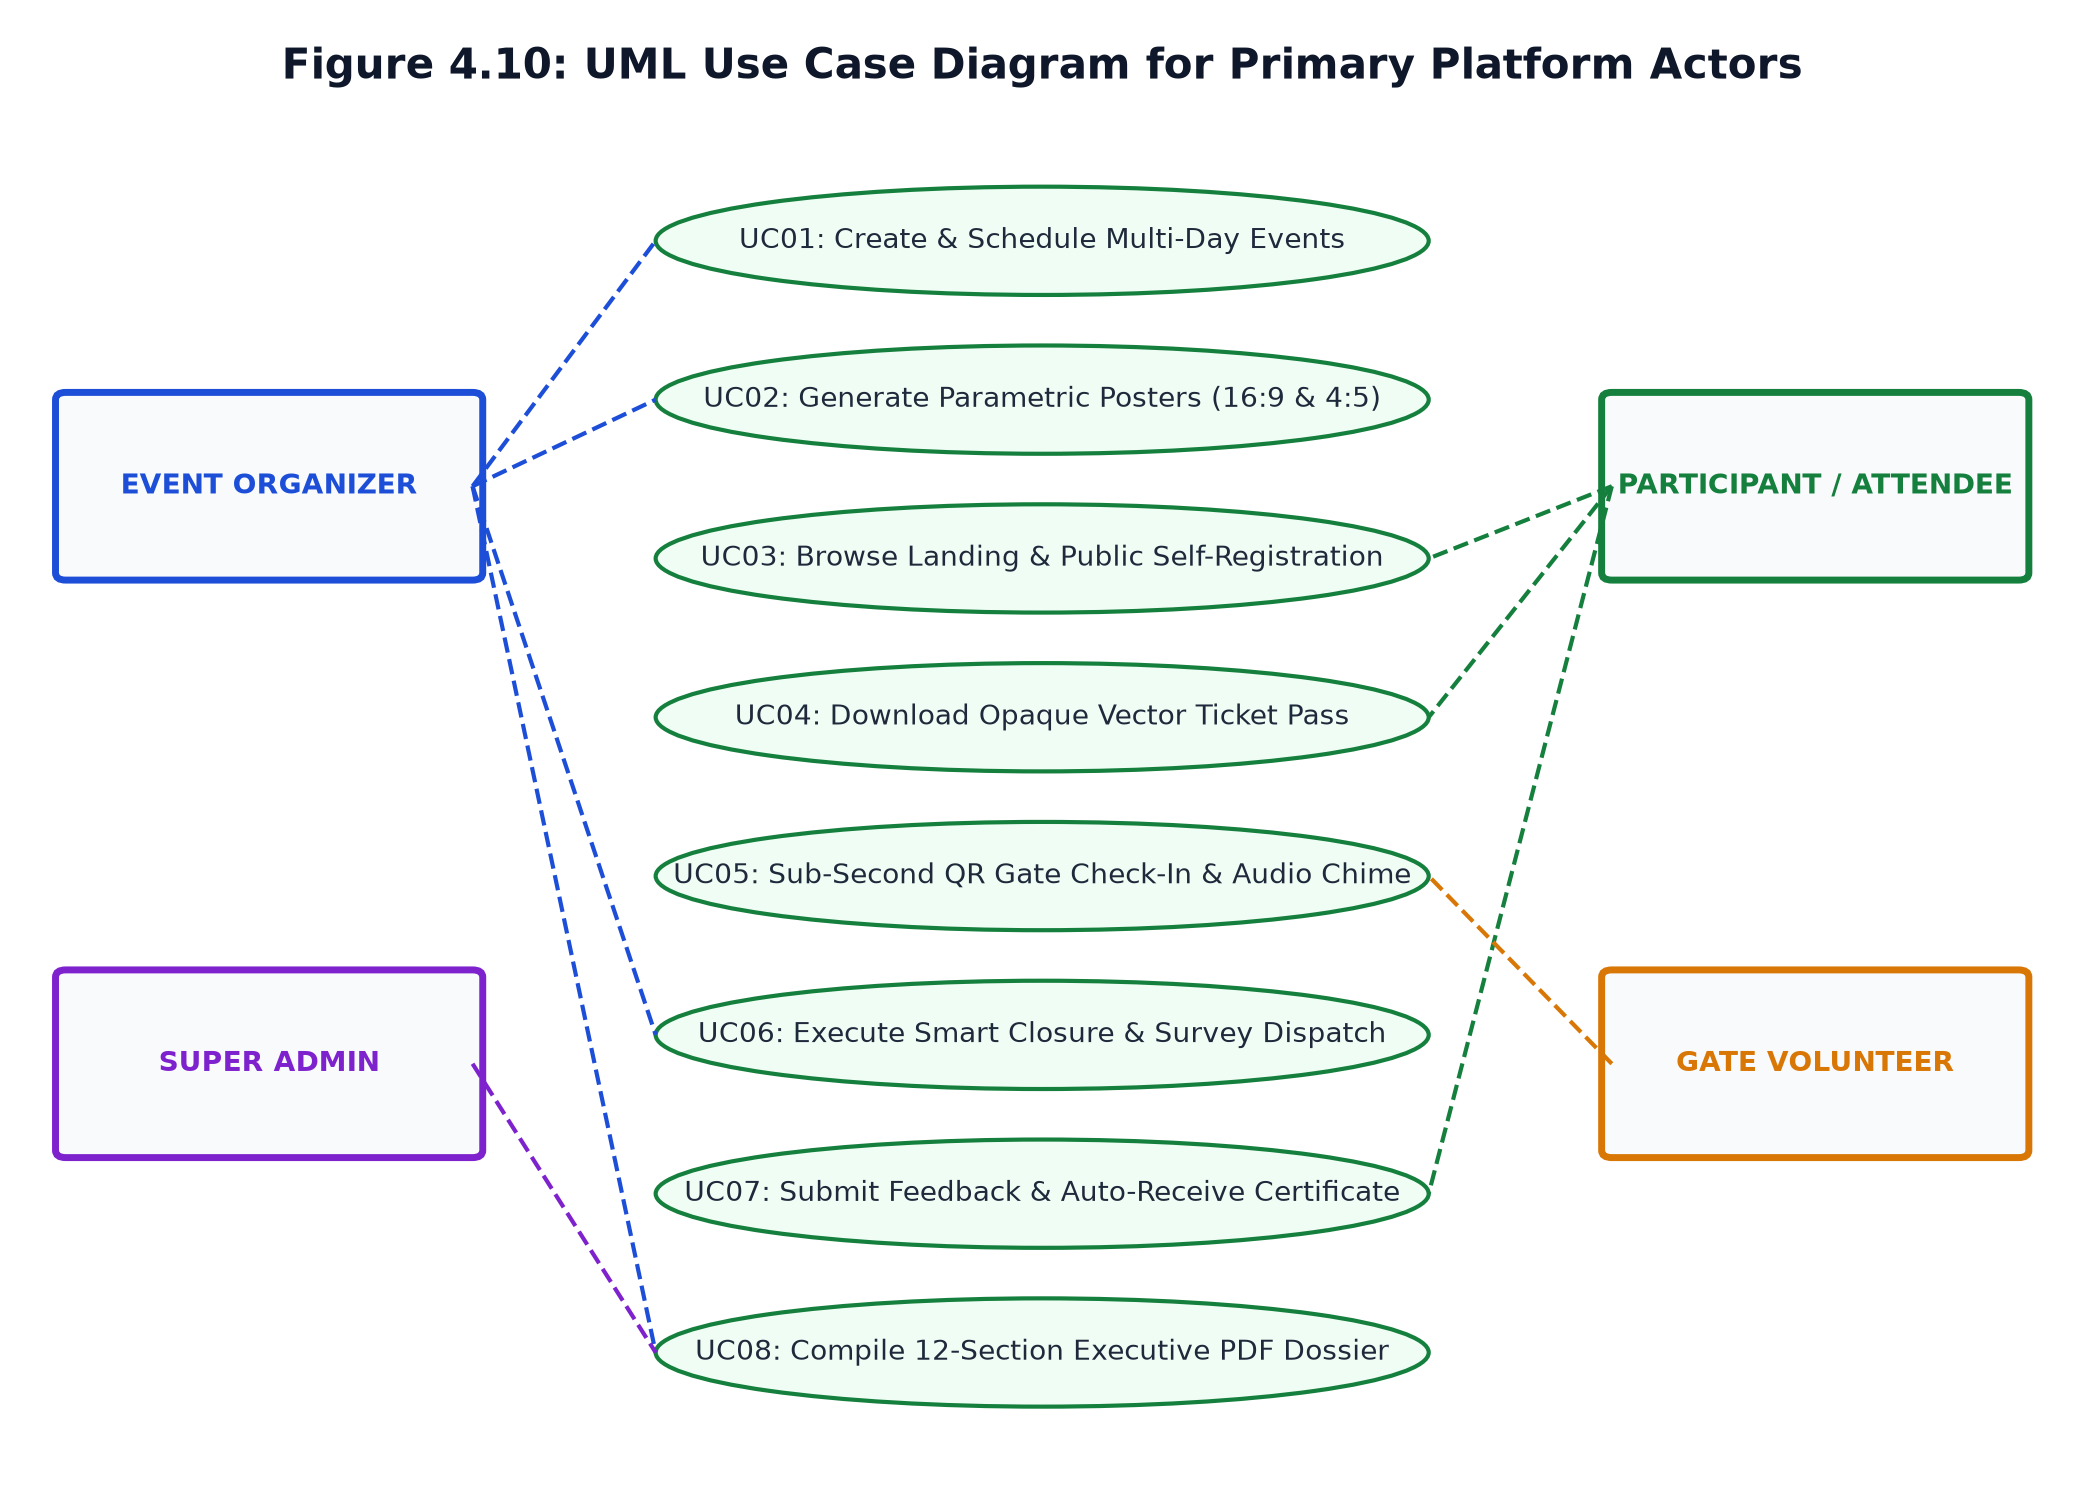 Figure 4.10: UML Use Case Diagram for Primary Platform Actors
UC01: Create & Schedule Multi-Day Events
UC02: Generate Parametric Posters (16:9 & 4:5)
EVENT ORGANIZER
PARTICIPANT / ATTENDEE
UC03: Browse Landing & Public Self-Registration
UC04: Download Opaque Vector Ticket Pass
UC05: Sub-Second QR Gate Check-In & Audio Chime
UC06: Execute Smart Closure & Survey Dispatch
SUPER ADMIN
GATE VOLUNTEER
UC07: Submit Feedback & Auto-Receive Certificate
UC08: Compile 12-Section Executive PDF Dossier